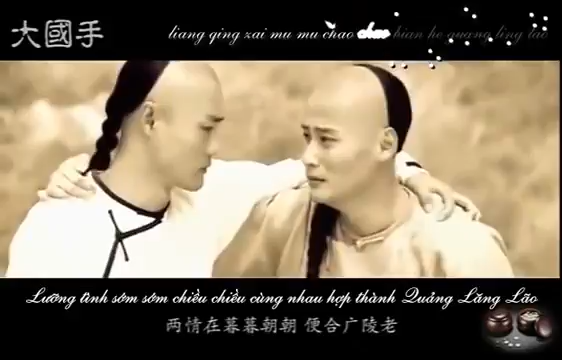 大國手
liang qing zai mu mu chao chao bian he guang ling lao
Lưỡng tình sớm sớm chiều chiều cùng nhau hợp thành Quảng Lăng Lão
两情在暮暮朝朝 便合广陵老